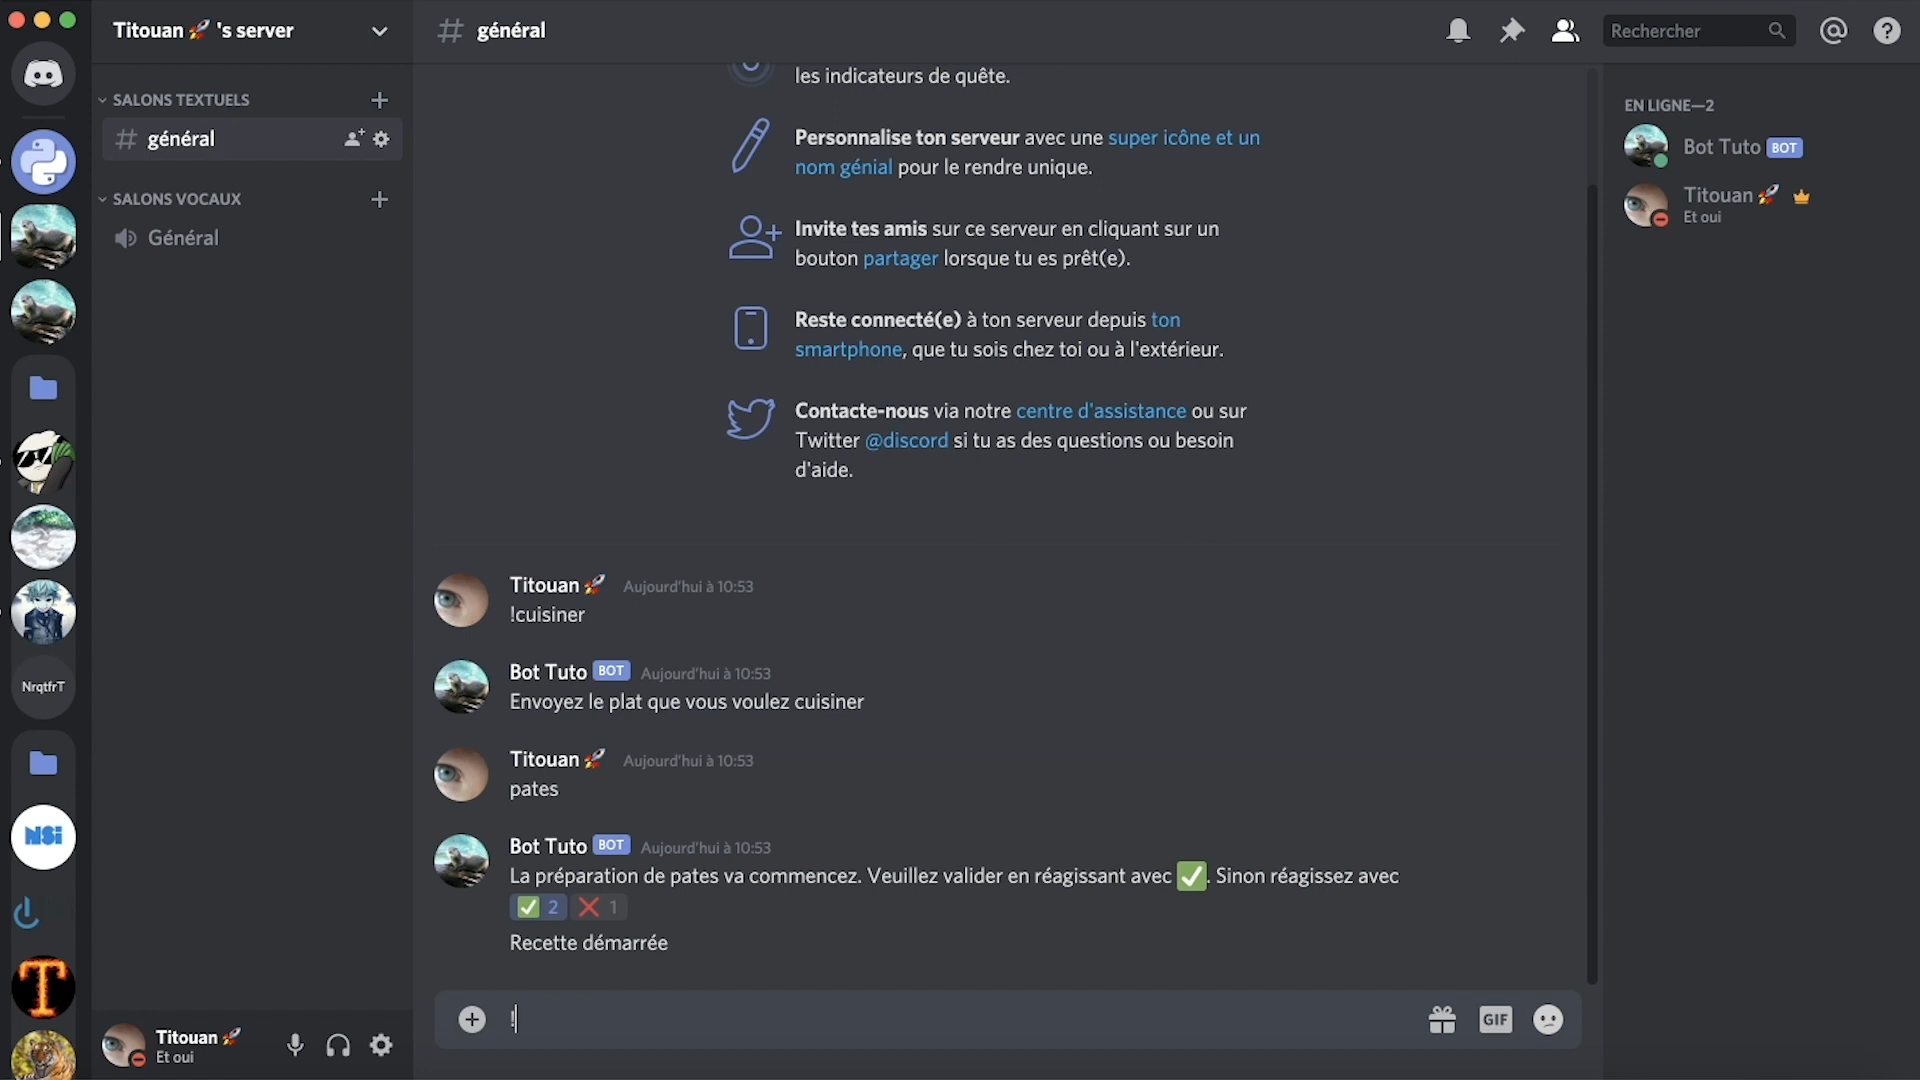 Titouan 🚀 's server
SALONS TEXTUELS
général
SALONS VOCAUX
Général
NrqtfrT
NSi
T
Titouan 🚀
Et oui
général
Rechercher
les indicateurs de quête.
Personnalise ton serveur avec une super icône et un
nom génial pour le rendre unique.
Invite tes amis sur ce serveur en cliquant sur un
bouton partager lorsque tu es prêt(e).
Reste connecté(e) à ton serveur depuis ton
smartphone, que tu sois chez toi ou à l'extérieur.
Contacte-nous via notre centre d'assistance ou sur
Twitter @discord si tu as des questions ou besoin
d'aide.
Titouan 🚀 Aujourd'hui à 10:53
!cuisiner
Bot Tuto BOT Aujourd'hui à 10:53
Envoyez le plat que vous voulez cuisiner
Titouan 🚀 Aujourd'hui à 10:53
pates
Bot Tuto BOT Aujourd'hui à 10:53
La préparation de pates va commencez. Veuillez valider en réagissant avec ✅. Sinon réagissez avec
✅ 2 ❌ 1
Recette démarrée
!
GIF
EN LIGNE—2
Bot Tuto BOT
Titouan 🚀
Et oui